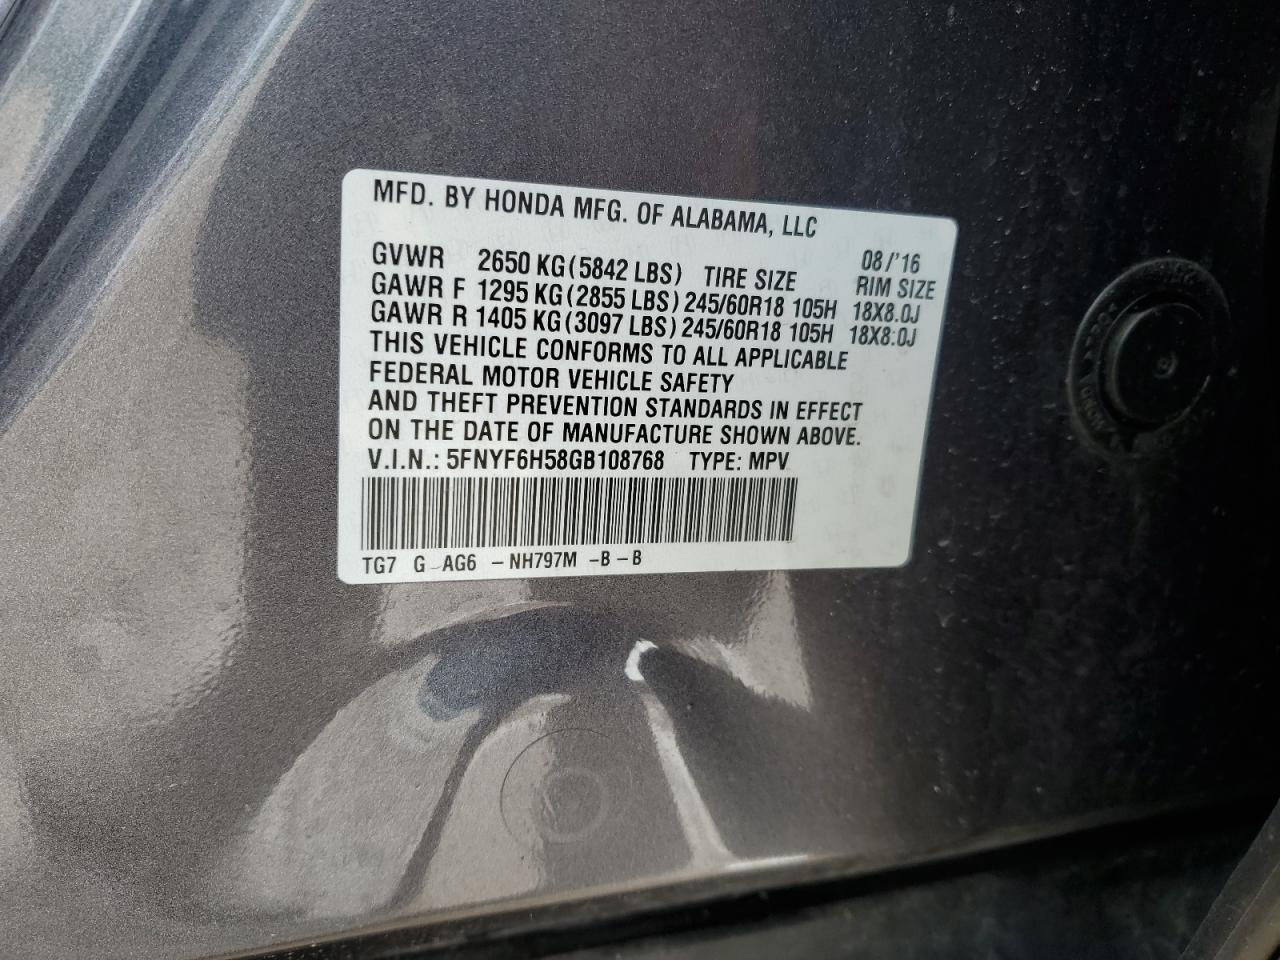 MFD. BY HONDA MFG. OF ALABAMA, LLC
08/'16
GVWR 2650 KG(5842 LBS) TIRE SIZE RIM SIZE
GAWR F 1295 KG(2855 LBS) 245/60R18 105H 18X8.0J
GAWR R 1405 KG(3097 LBS) 245/60R18 105H 18X8.0J
THIS VEHICLE CONFORMS TO ALL APPLICABLE
FEDERAL MOTOR VEHICLE SAFETY
AND THEFT PREVENTION STANDARDS IN EFFECT
ON THE DATE OF MANUFACTURE SHOWN ABOVE.
V.I.N.: 5FNYF6H58GB108768 TYPE: MPV
TG7 G-AG6 -NH797M -B-B